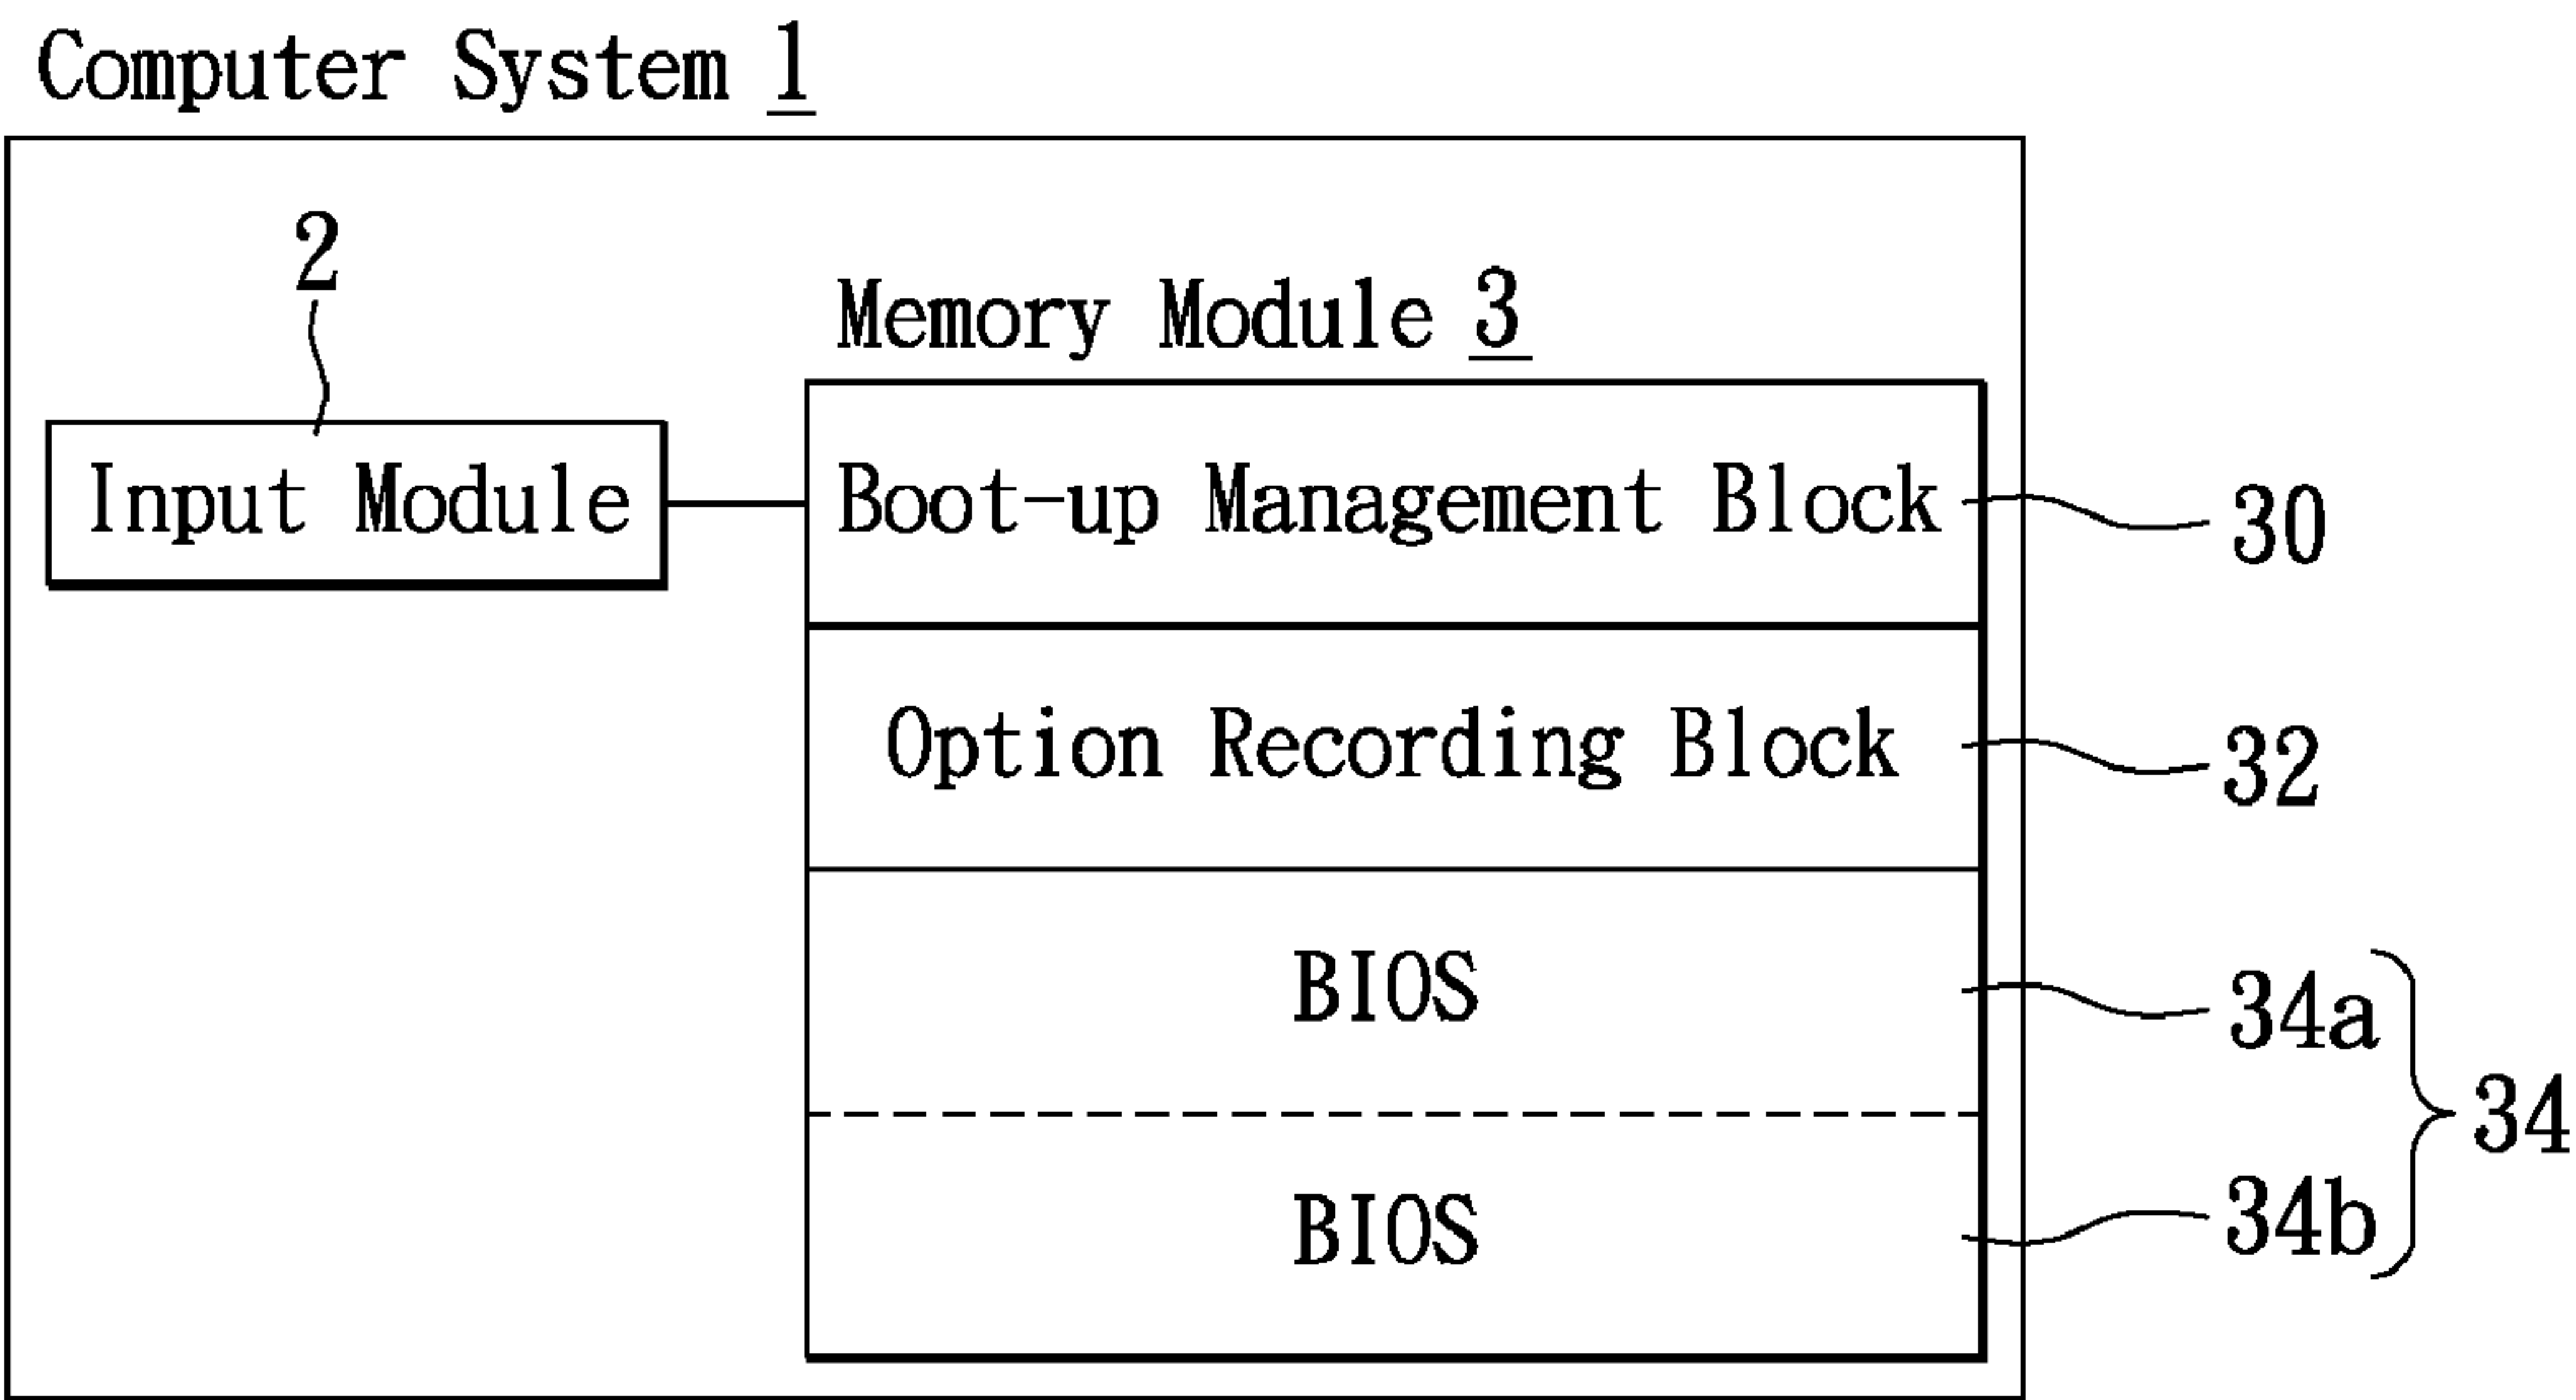 Computer System 1
2
Memory Module 3
Input Module
Boot-up Management Block
30
Option Recording Block
32
BIOS
34a
34
BIOS
34b